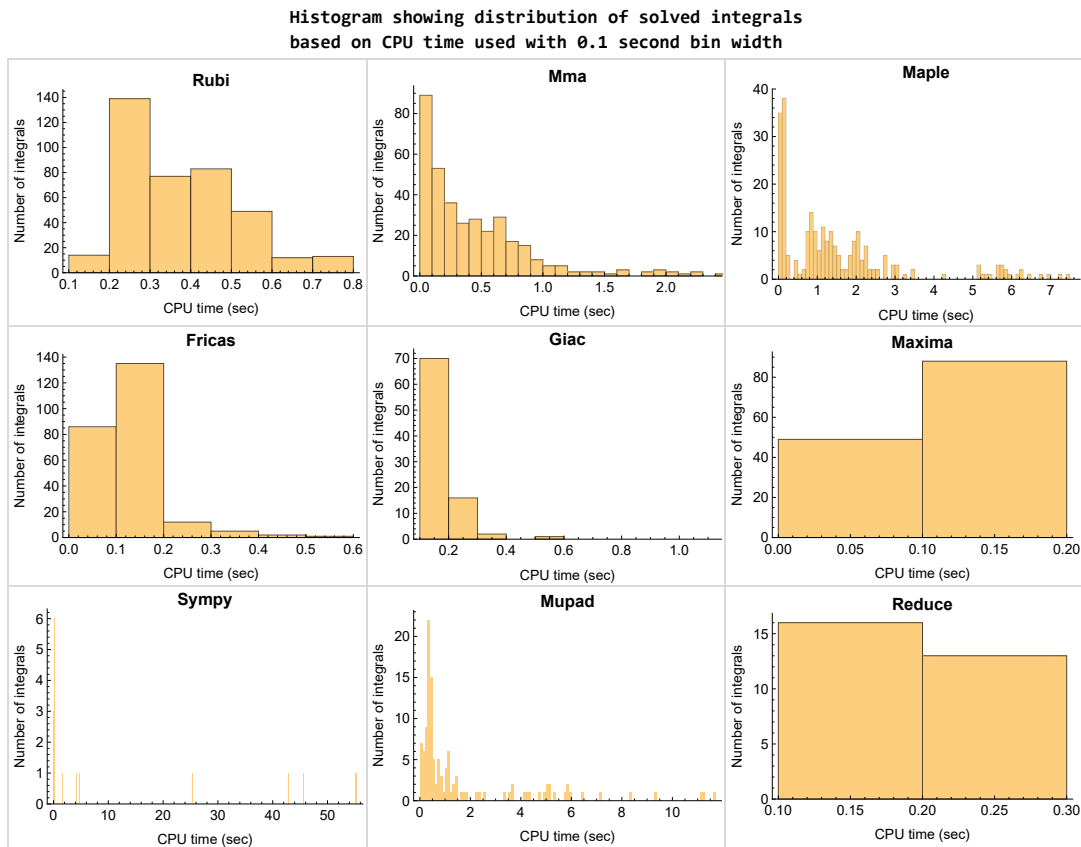 Histogram showing distribution of solved integrals
based on CPU time used with 0.1 second bin width
Rubi
Number of integrals
140
120
100
80
60
40
20
0
0.1 0.2 0.3 0.4 0.5 0.6 0.7 0.8
CPU time (sec)
Mma
Number of integrals
80
60
40
20
0
0.0 0.5 1.0 1.5 2.0
CPU time (sec)
Maple
Number of integrals
40
30
20
10
0
0 1 2 3 4 5 6 7
CPU time (sec)
Fricas
Number of integrals
140
120
100
80
60
40
20
0
0.0 0.1 0.2 0.3 0.4 0.5 0.6
CPU time (sec)
Giac
Number of integrals
70
60
50
40
30
20
10
0
0.2 0.4 0.6 0.8 1.0
CPU time (sec)
Maxima
Number of integrals
80
60
40
20
0
0.00 0.05 0.10 0.15 0.20
CPU time (sec)
Sympy
Number of integrals
6
5
4
3
2
1
0
0 10 20 30 40 50
CPU time (sec)
Mupad
Number of integrals
20
15
10
5
0
0 2 4 6 8 10
CPU time (sec)
Reduce
Number of integrals
15
10
5
0
0.10 0.15 0.20 0.25 0.30
CPU time (sec)